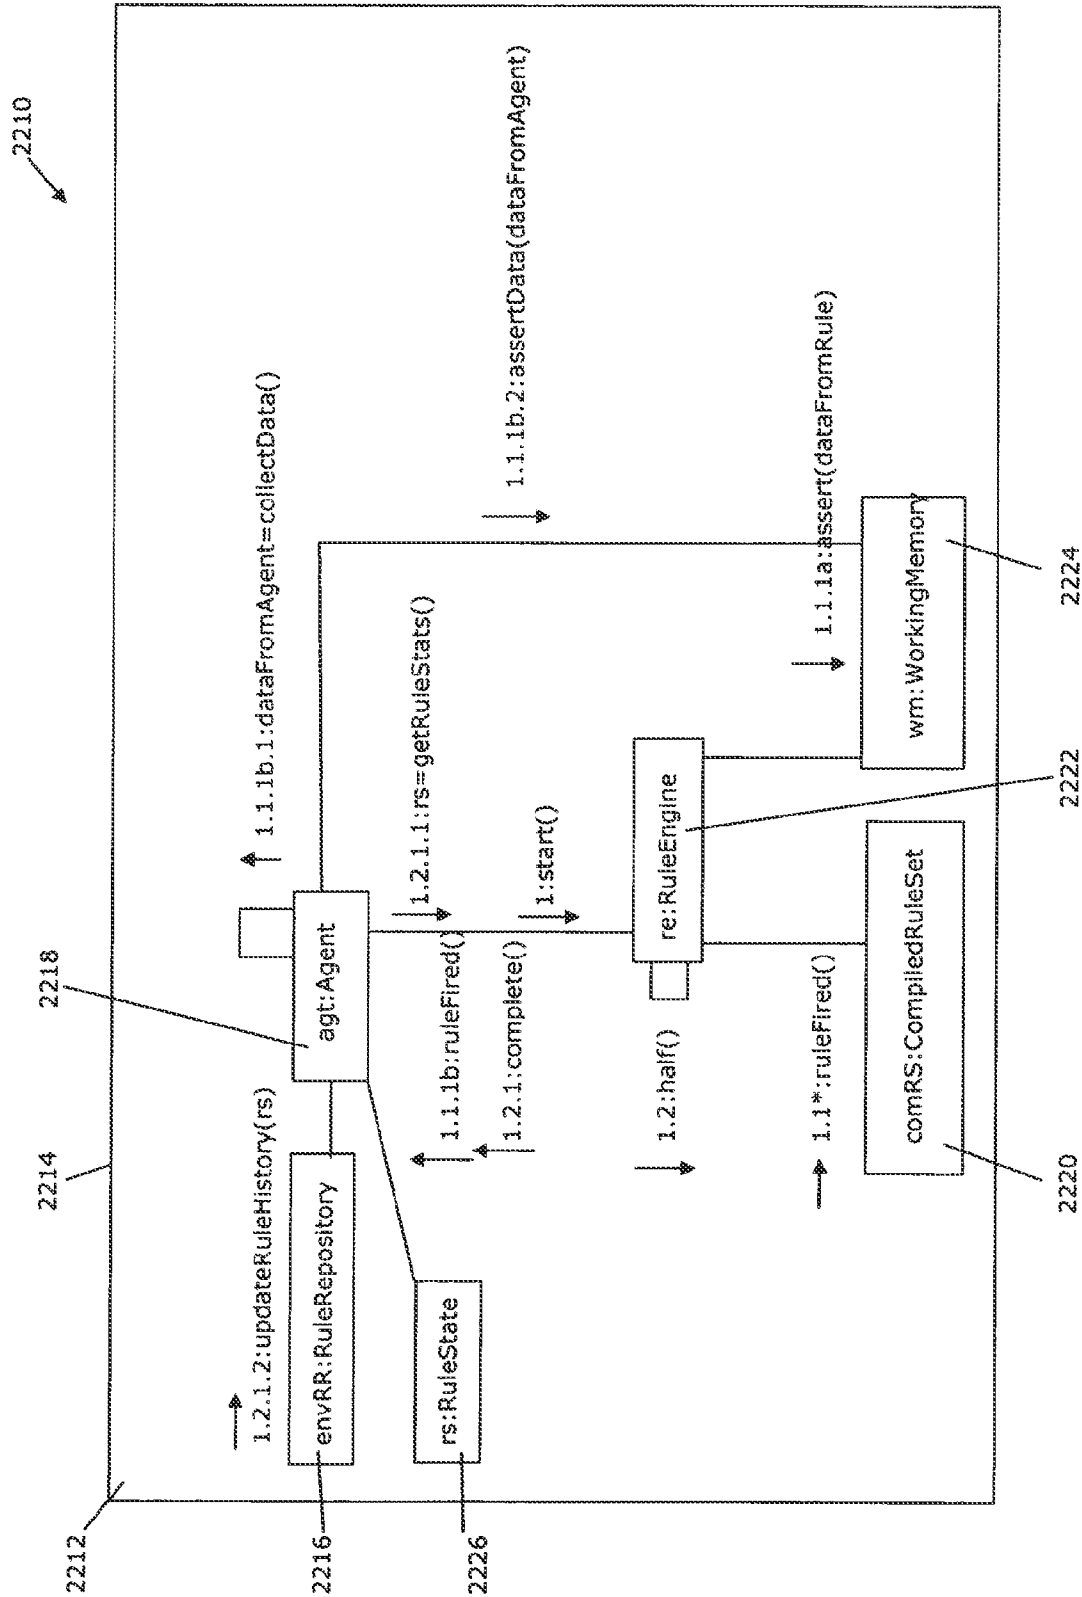 2210
2212
2214
2218
1.1.1b.1:dataFromAgent=collectData()
1.2.1.2:updateRuleHistory(rs)
envRR:RuleRepository
agt:Agent
2216
1.2.1.1:rs=getRuleStats()
1.1.1b:ruleFired()
rs:RuleState
2226
1.1.1b.2:assertData(dataFromAgent)
1:start()
1.2.1:complete()
1.2:half()
re:RuleEngine
1.1*:ruleFired()
1.1.1a:assert(dataFromRule)
comRS:CompiledRuleSet
wm:WorkingMemory
2220
2222
2224